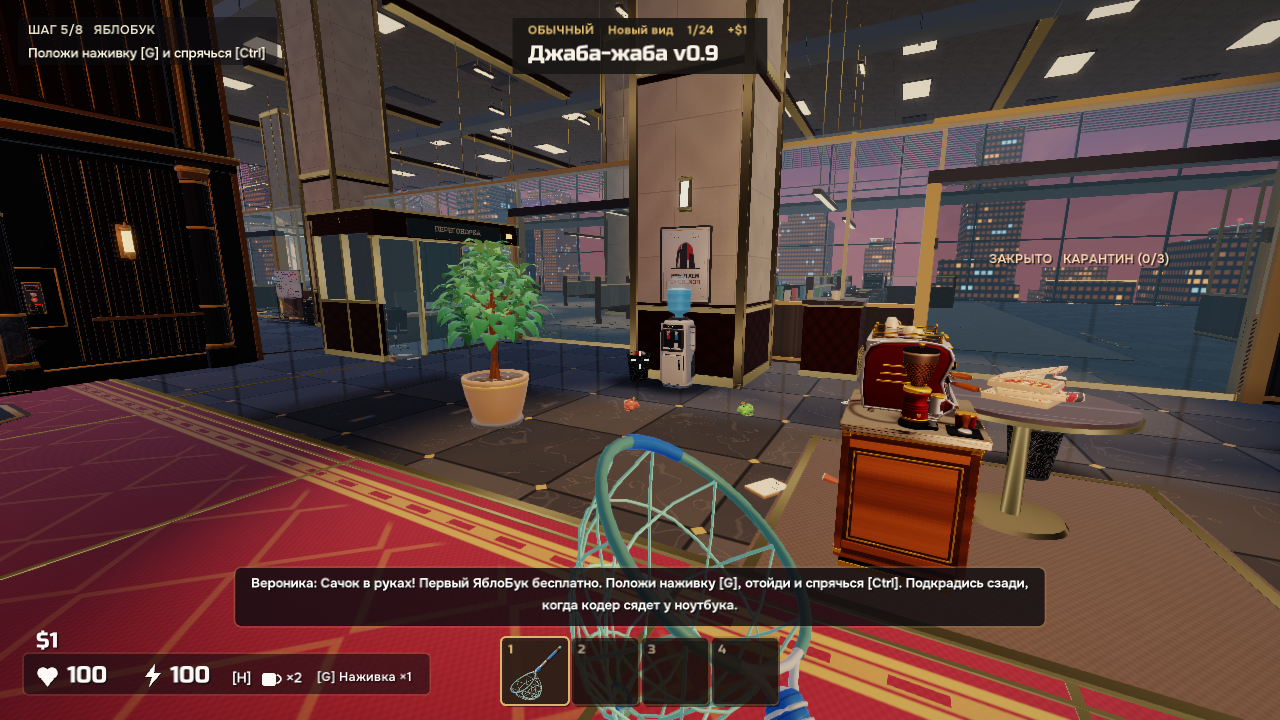 ШАГ 5/8 ЯБЛОБУК
Положи наживку [G] и спрячься [Ctrl]
ОБЫЧНЫЙ Новый вид 1/24 +$1
Джаба-жаба v0.9
ПЕРЕГОВОРКА
ЗАКРЫТО КАРАНТИН (0/3)
Вероника: Сачок в руках! Первый ЯблоБук бесплатно. Положи наживку [G], отойди и спрячься [Ctrl]. Подкрадись сзади,
когда кодер сядет у ноутбука.
$1
100 100 [H] ×2 [G] Наживка ×1
1 2 3 4